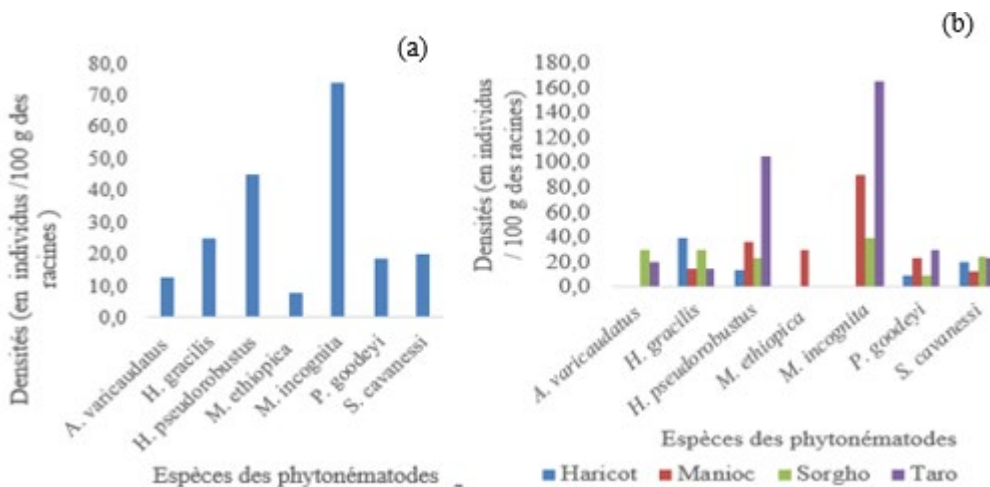 (a)
Densités (en individus /100 g des
racines )
80,0
70,0
60,0
50,0
40,0
30,0
20,0
10,0
0,0
A. varicaudatus
H. gracilis
H. pseudorobustus
M. ethiopica
M. incognita
P. goodeyi
S. cavanessi
Espèces des phytonématodes
(b)
Densités (en individus
/ 100 g des racines)
180,0
160,0
140,0
120,0
100,0
80,0
60,0
40,0
20,0
0,0
A. varicaudatus
H. gracilis
H. pseudorobustus
M. ethiopica
M. incognita
P. goodeyi
S. cavanessi
Espèces des phytonématodes
Haricot Manioc Sorgho Taro